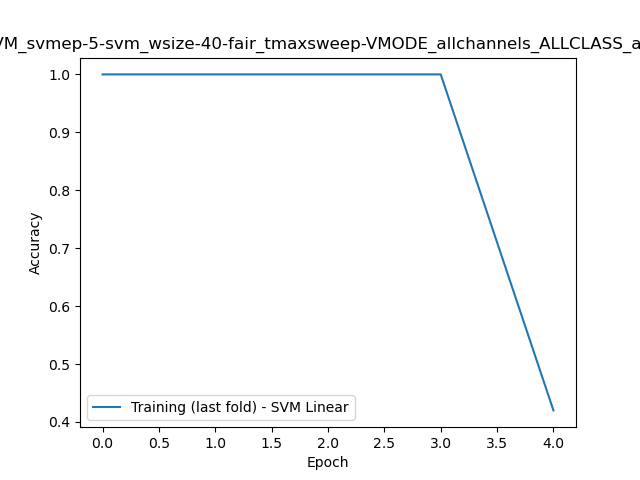 VM_svmep-5-svm_wsize-40-fair_tmaxsweep-VMODE_allchannels_ALLCLASS_a
1.0
0.9
0.8
0.7
0.6
0.5
0.4
Accuracy
Training (last fold) - SVM Linear
0.0 0.5 1.0 1.5 2.0 2.5 3.0 3.5 4.0
Epoch